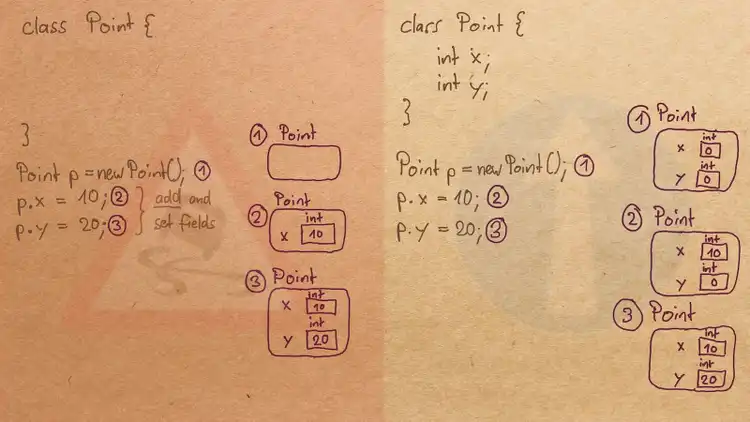 class Point {
}
Point p = new Point(); ①
p.x = 10; ②
p.y = 20; ③
add and
set fields
① Point
② Point
int
x 10
③ Point
int
x 10
int
y 20
class Point {
int x;
int y;
}
Point p = new Point(); ①
p.x = 10; ②
p.y = 20; ③
① Point
int
x 0
int
y 0
② Point
int
x 10
int
y 0
③ Point
int
x 10
int
y 20